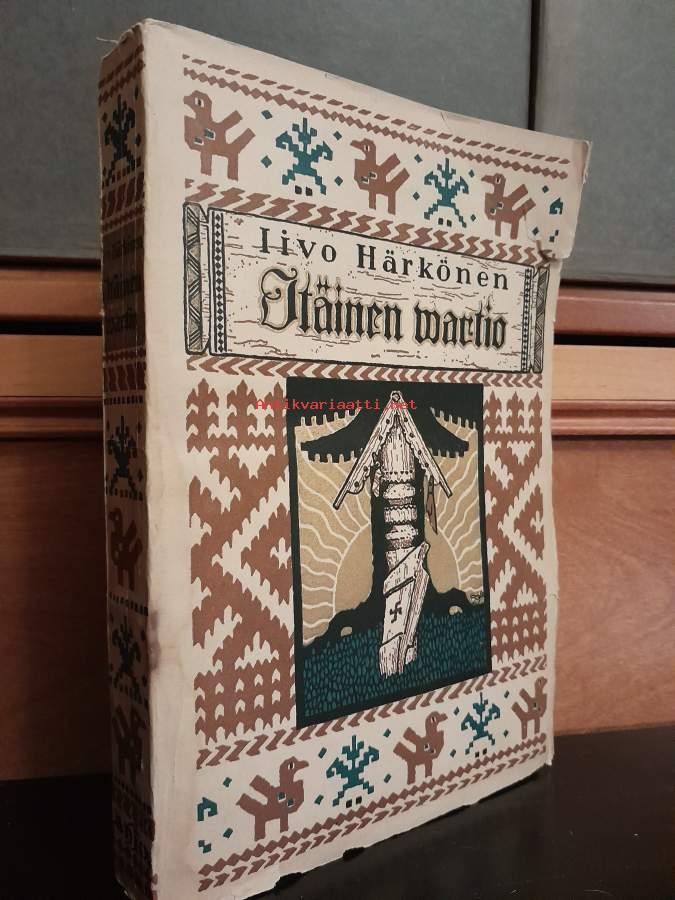 Iivo Härkönen
Itäinen wartio
Antikvariaatti.net